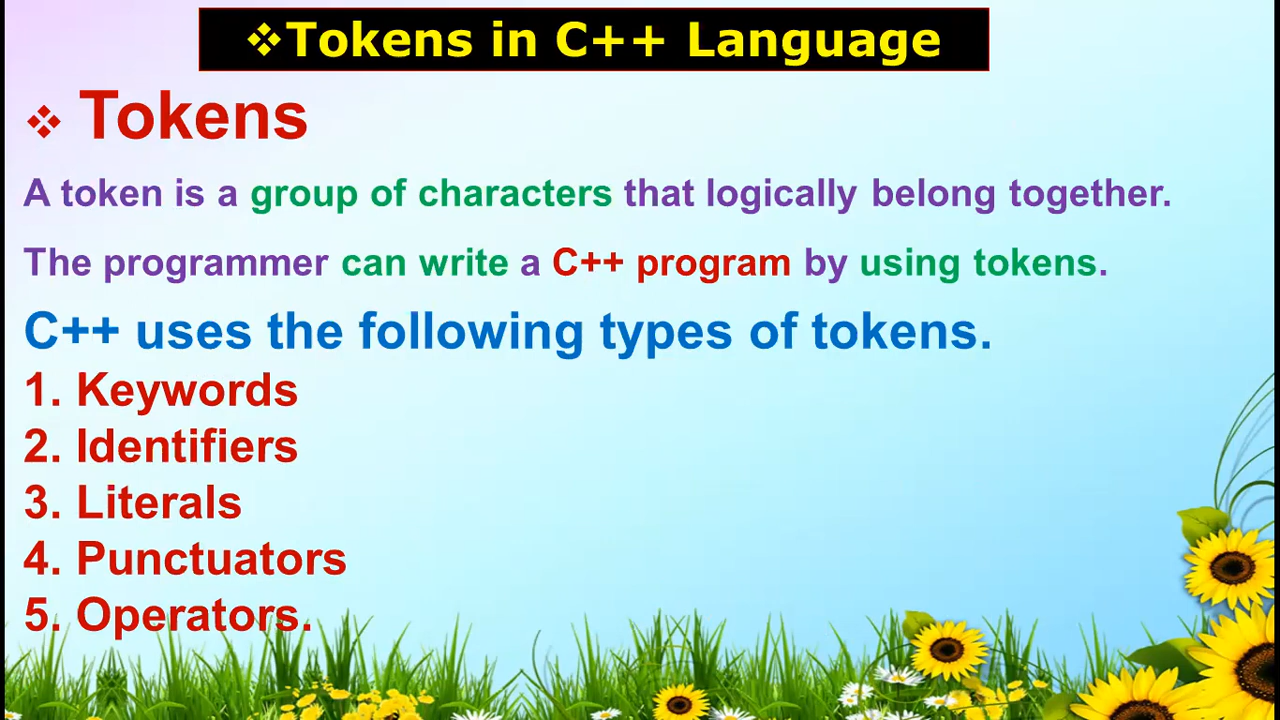 ❖Tokens in C++ Language
❖ Tokens
A token is a group of characters that logically belong together.
The programmer can write a C++ program by using tokens.
C++ uses the following types of tokens.
1. Keywords
2. Identifiers
3. Literals
4. Punctuators
5. Operators.